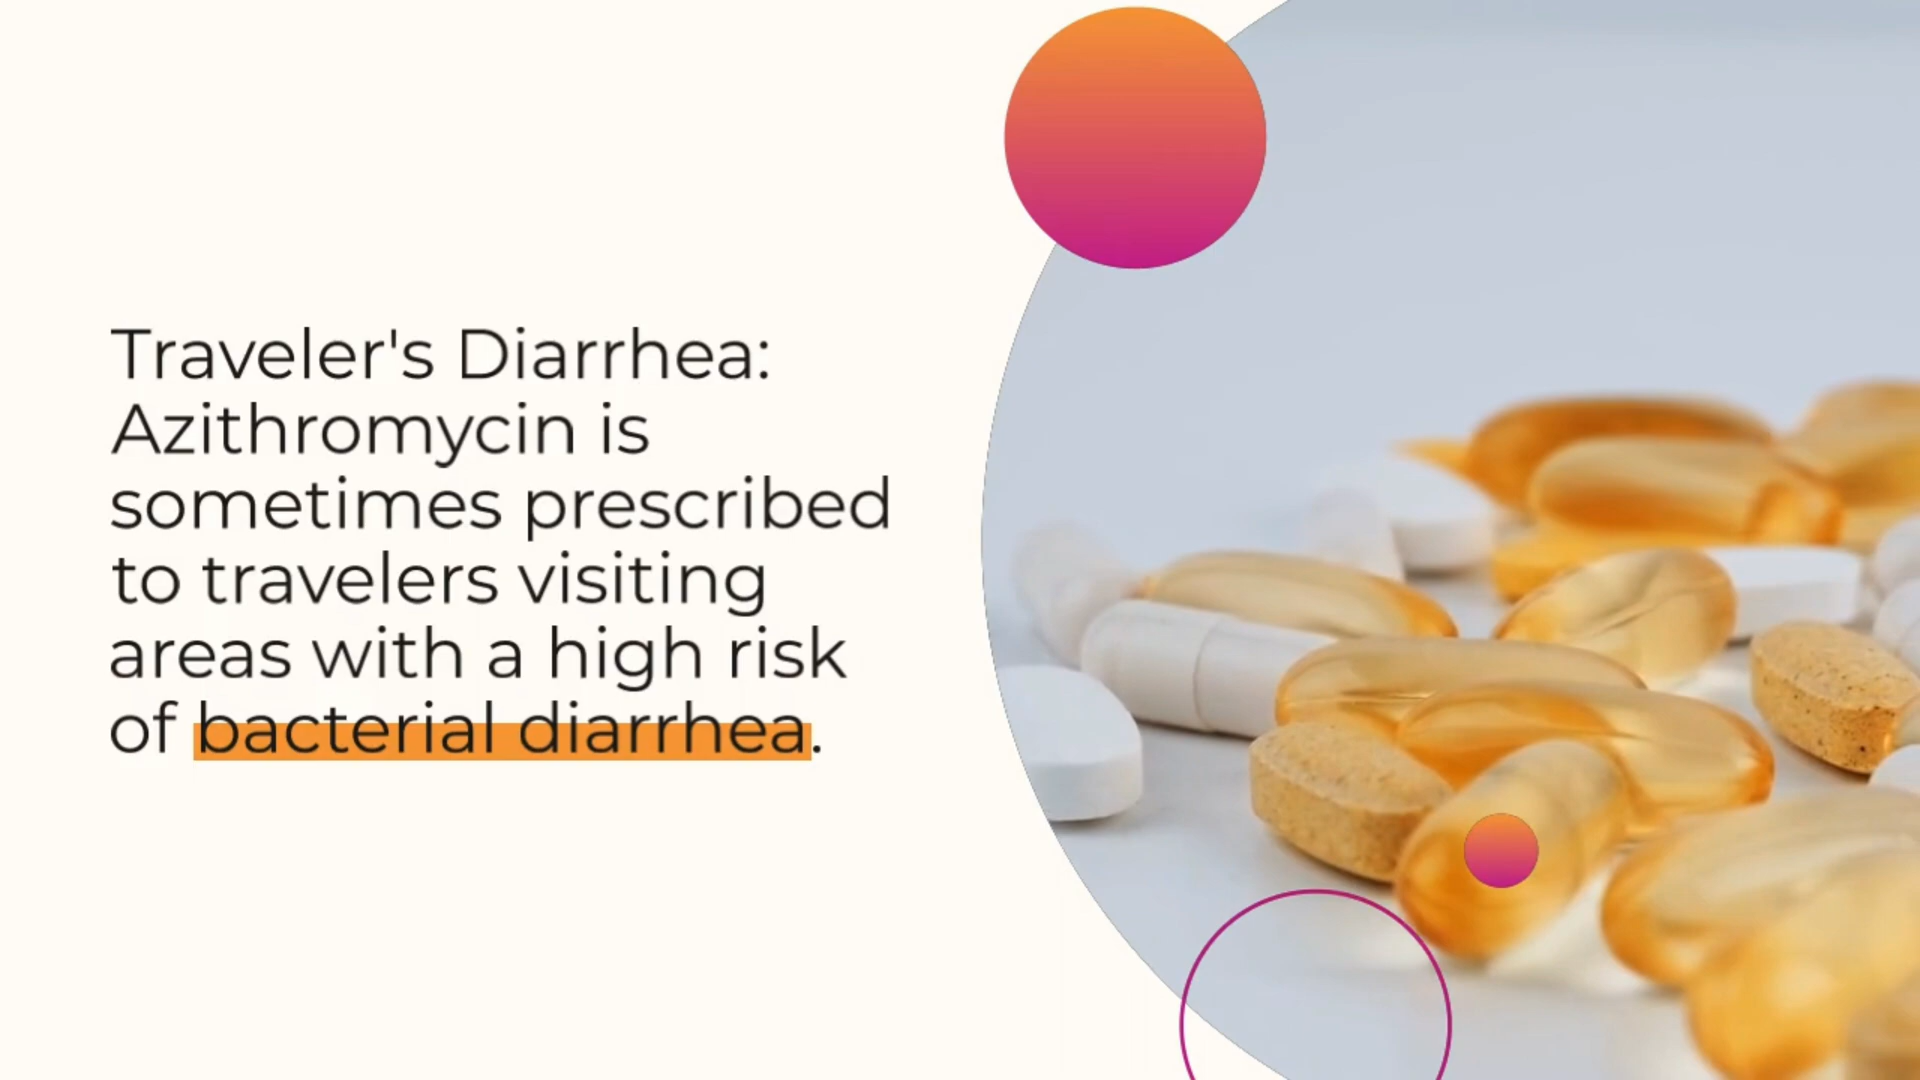 Traveler's Diarrhea:
Azithromycin is
sometimes prescribed
to travelers visiting
areas with a high risk
of bacterial diarrhea.